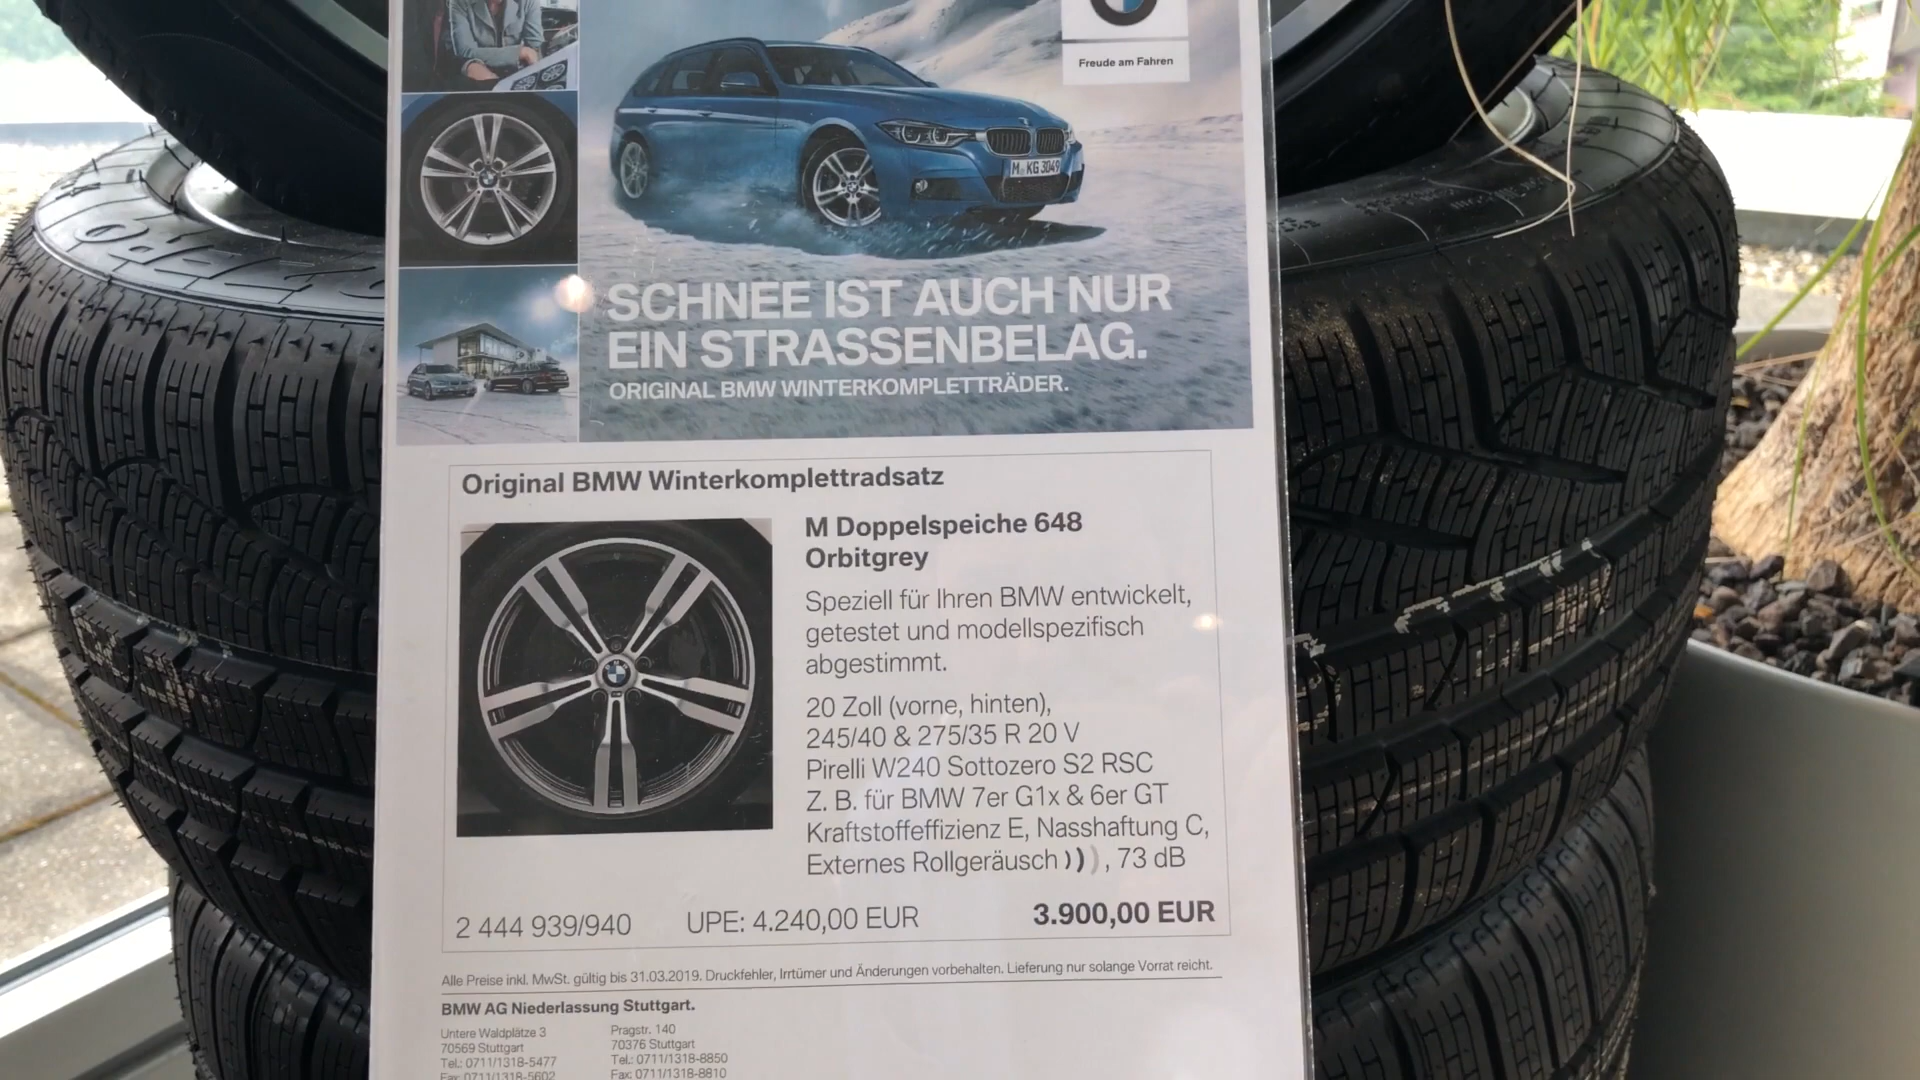 Freude am Fahren
M KG 3049
SCHNEE IST AUCH NUR
EIN STRASSENBELAG.
ORIGINAL BMW WINTERKOMPLETTRÄDER.
Original BMW Winterkomplettradsatz
M Doppelspeiche 648
Orbitgrey
Speziell für Ihren BMW entwickelt,
getestet und modellspezifisch
abgestimmt.
20 Zoll (vorne, hinten),
245/40 & 275/35 R 20 V
Pirelli W240 Sottozero S2 RSC
Z. B. für BMW 7er G1x & 6er GT
Kraftstoffeffizienz E, Nasshaftung C,
Externes Rollgeräusch ))), 73 dB
2 444 939/940 UPE: 4.240,00 EUR 3.900,00 EUR
Alle Preise inkl. MwSt. gültig bis 31.03.2019. Druckfehler, Irrtümer und Änderungen vorbehalten. Lieferung nur solange Vorrat reicht.
BMW AG Niederlassung Stuttgart.
Untere Waldplätze 3
70569 Stuttgart
Tel.: 0711/1318-5477
Fax: 0711/1318-5602
Pragstr. 140
70376 Stuttgart
Tel.: 0711/1318-8850
Fax: 0711/1318-8810